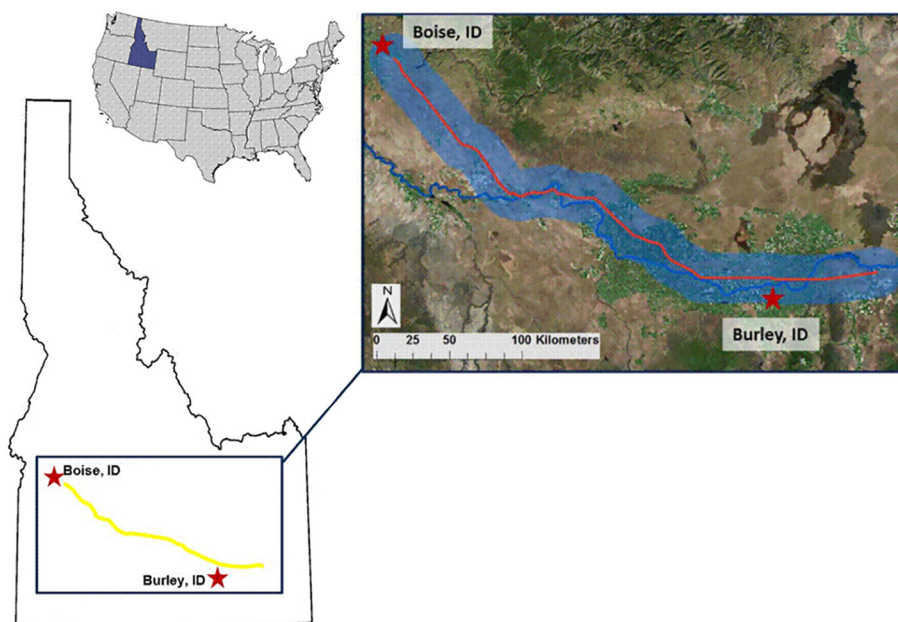 Boise, ID
Burley, ID
N
0 25 50 100 Kilometers
Boise, ID
Burley, ID